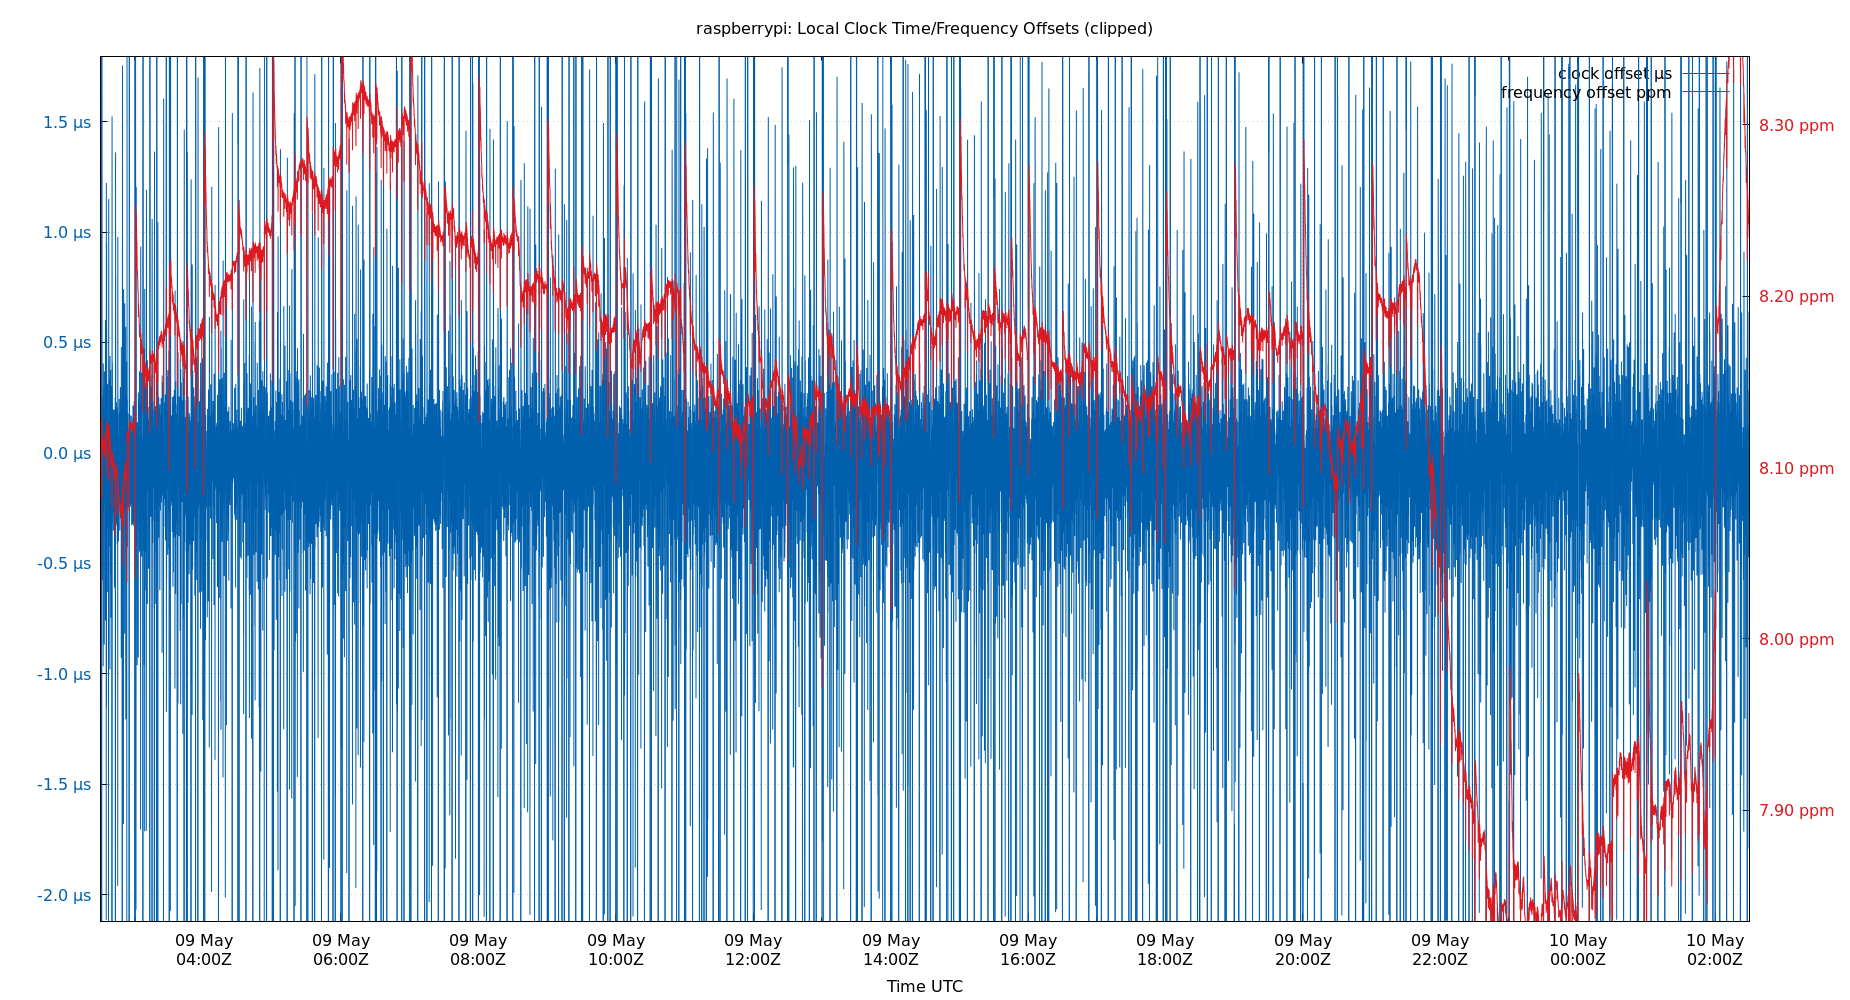 raspberrypi: Local Clock Time/Frequency Offsets (clipped)
clock offset µs
frequency offset ppm
1.5 µs
1.0 µs
0.5 µs
0.0 µs
-0.5 µs
-1.0 µs
-1.5 µs
-2.0 µs
8.30 ppm
8.20 ppm
8.10 ppm
8.00 ppm
7.90 ppm
09 May 09 May 09 May 09 May 09 May 09 May 09 May 09 May 09 May 09 May 10 May 10 May
04:00Z 06:00Z 08:00Z 10:00Z 12:00Z 14:00Z 16:00Z 18:00Z 20:00Z 22:00Z 00:00Z 02:00Z
Time UTC